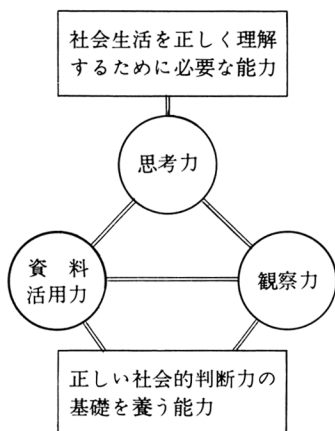 社会生活を正しく理解
するために必要な能力
思考力
資　料
活用力
観察力
正しい社会的判断力の
基礎を養う能力